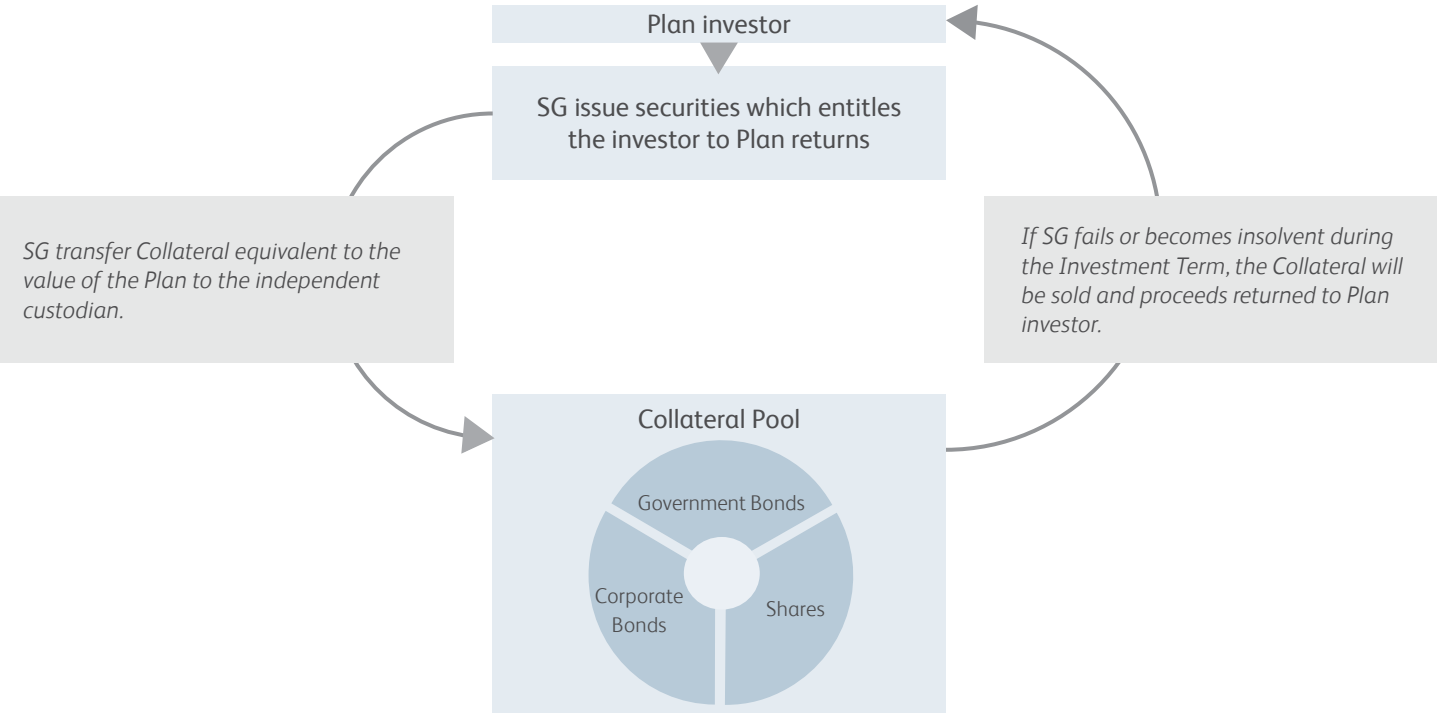 Plan investor
SG issue securities which entitles
the investor to Plan returns
SG transfer Collateral equivalent to the
value of the Plan to the independent
custodian.
If SG fails or becomes insolvent during
the Investment Term, the Collateral will
be sold and proceeds returned to Plan
investor.
Collateral Pool
Government Bonds
Corporate
Bonds
Shares